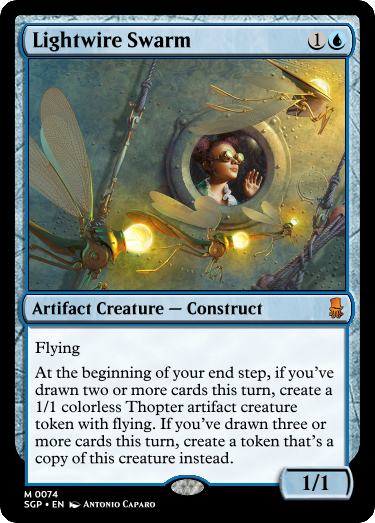 Lightwire Swarm 1
Artifact Creature — Construct
Flying
At the beginning of your end step, if you've
drawn two or more cards this turn, create a
1/1 colorless Thopter artifact creature
token with flying. If you've drawn three or
more cards this turn, create a token that's a
copy of this creature instead.
1/1
M 0074
SGP • EN Antonio Caparo